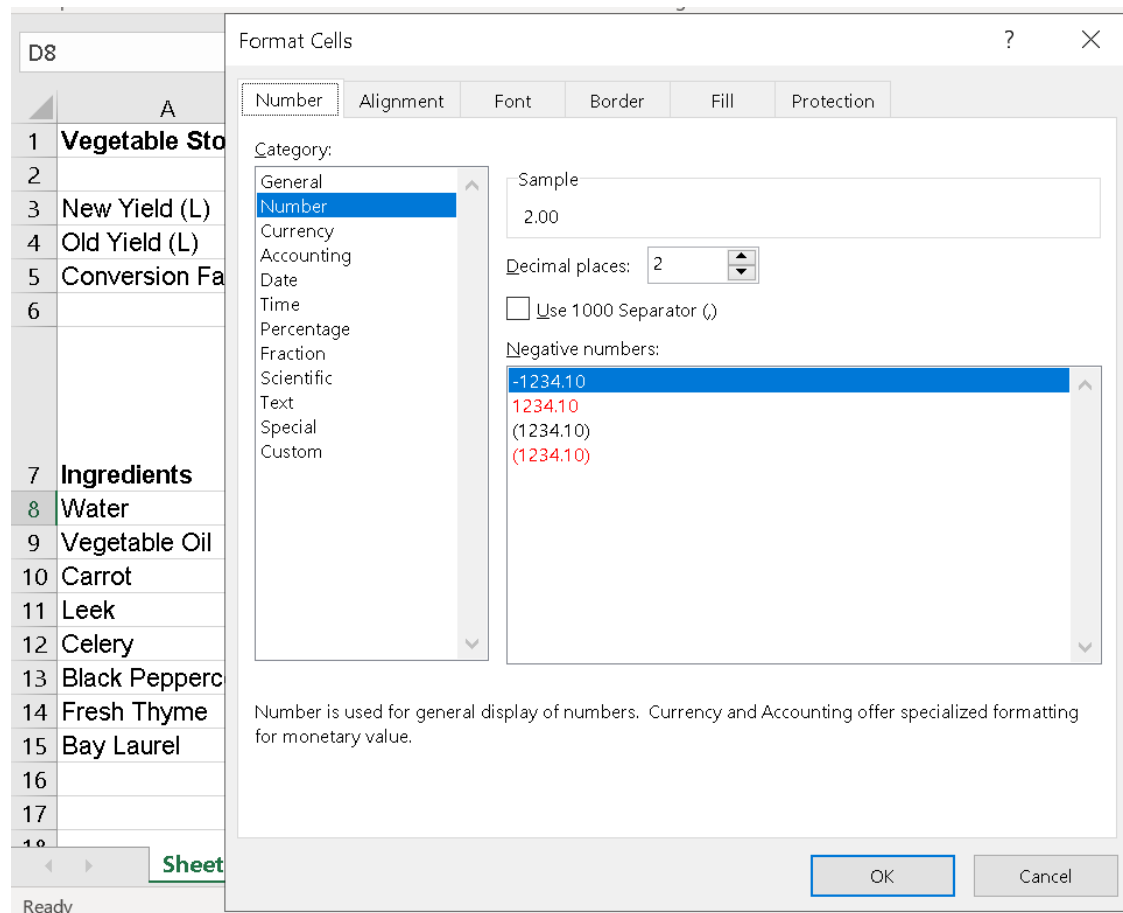 D8
Format Cells
?
Number Alignment Font Border Fill Protection
A
1 Vegetable Sto
2
3 New Yield (L)
4 Old Yield (L)
5 Conversion Fa
6
7 Ingredients
8 Water
9 Vegetable Oil
10 Carrot
11 Leek
12 Celery
13 Black Pepperc
14 Fresh Thyme
15 Bay Laurel
16
17
18
Category:
General
Number
Currency
Accounting
Date
Time
Percentage
Fraction
Scientific
Text
Special
Custom
Sample
2.00
Decimal places: 2
Use 1000 Separator (,)
Negative numbers:
-1234.10
1234.10
(1234.10)
(1234.10)
Number is used for general display of numbers. Currency and Accounting offer specialized formatting
for monetary value.
OK Cancel
Sheet
Ready